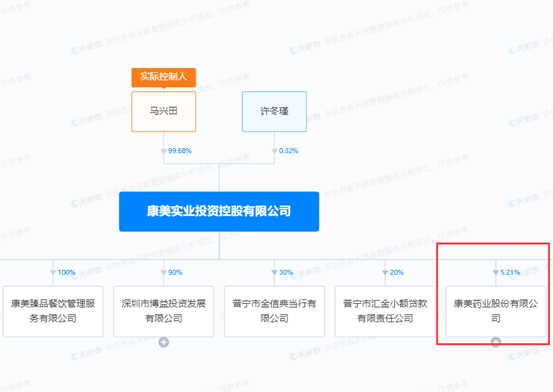 实际控制人
马兴田
许冬瑾
99.68%
0.32%
康美实业投资控股有限公司
100%
90%
30%
20%
5.21%
康美臻品餐饮管理服
务有限公司
深圳市博益投资发展
有限公司
普宁市金信典当行有
限公司
普宁市汇金小额贷款
有限责任公司
康美药业股份有限公
司